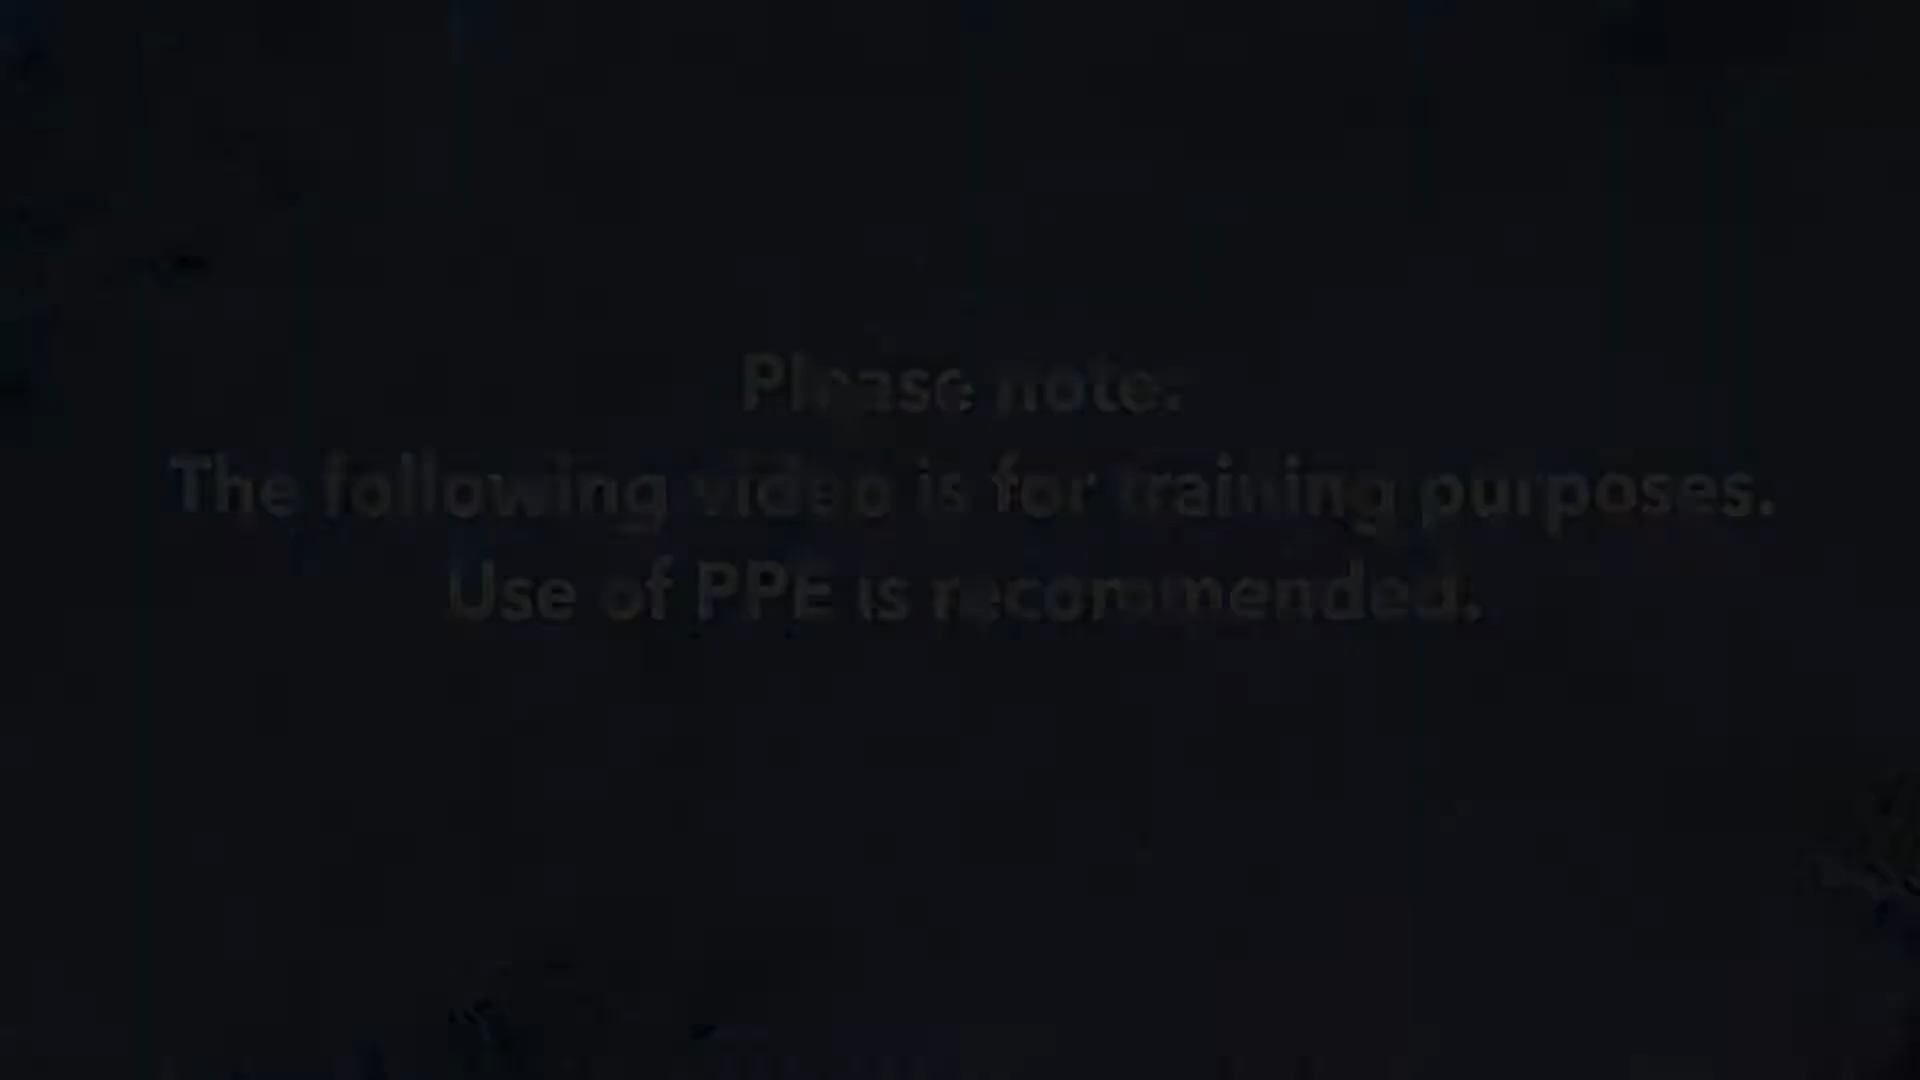 Please note:
The following video is for training purposes.
Use of PPE is recommended.